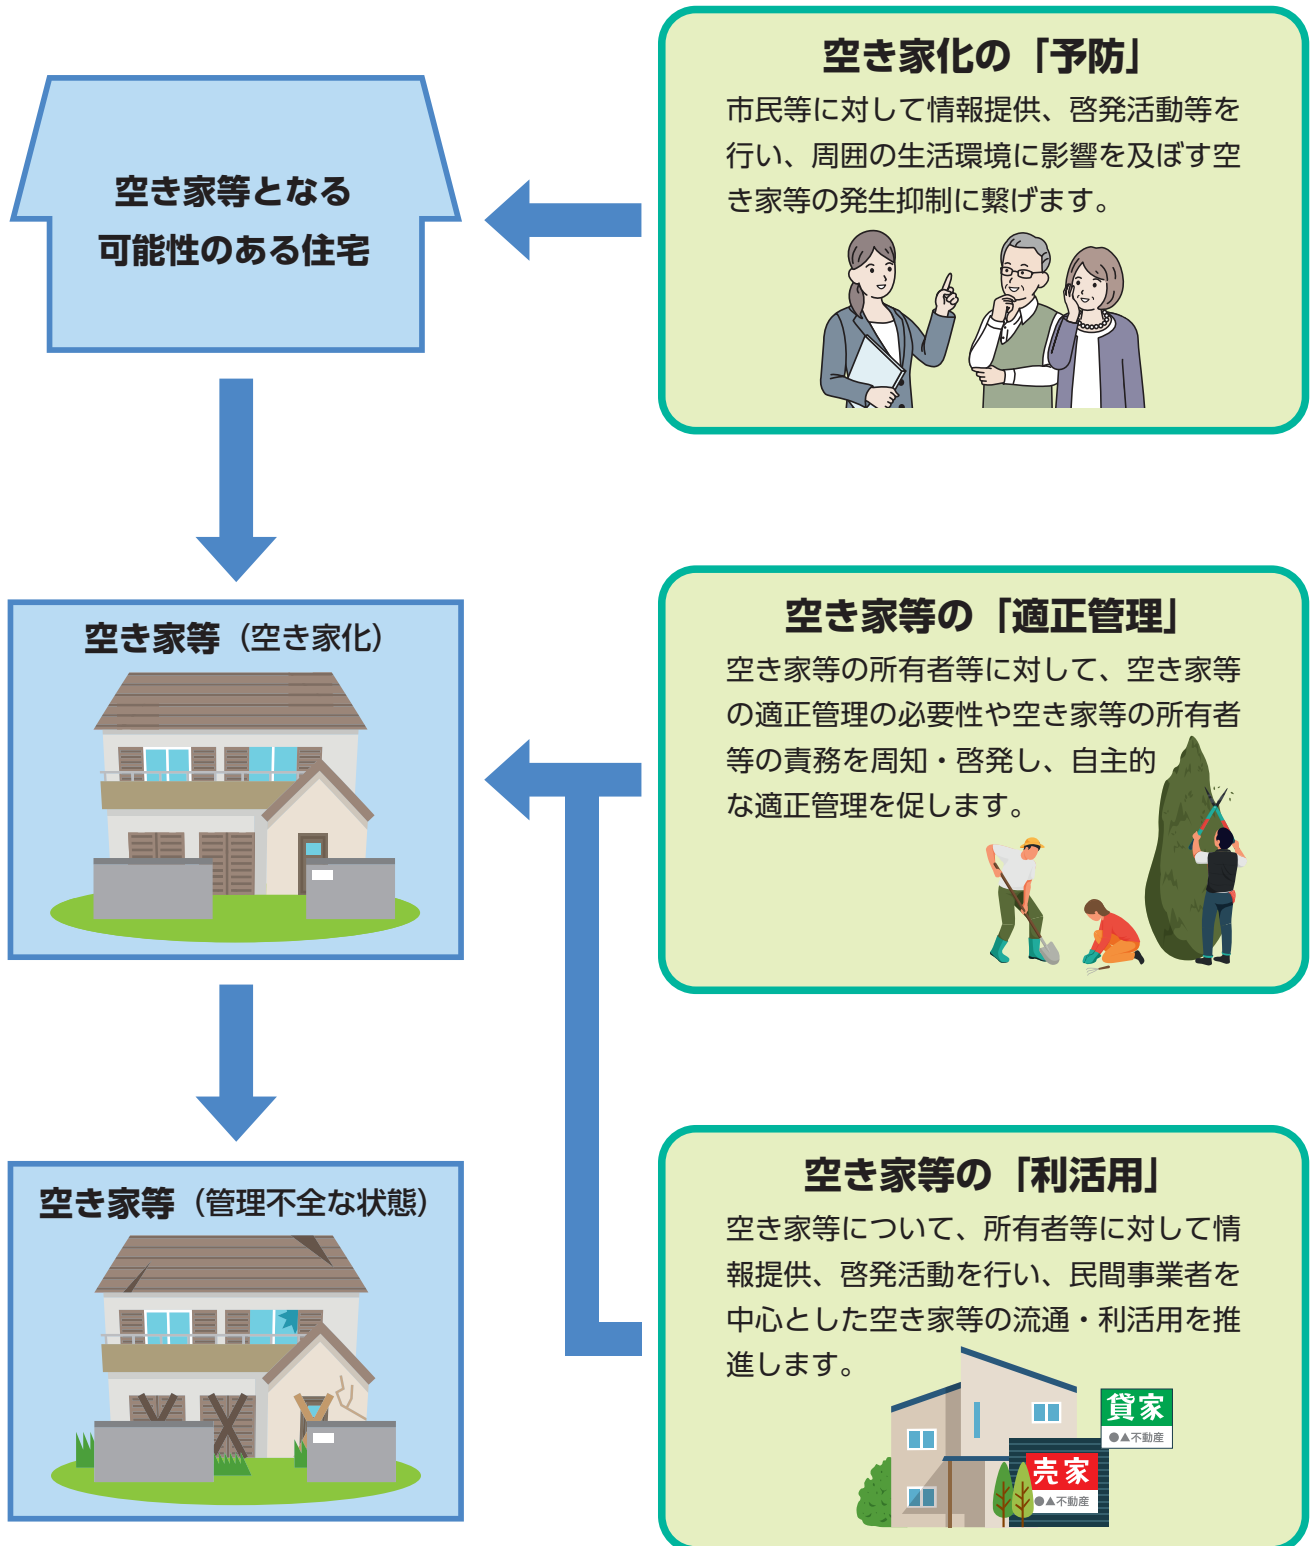 空き家等となる
可能性のある住宅
空き家化の「予防」
市民等に対して情報提供、啓発活動等を
行い、周囲の生活環境に影響を及ぼす空
き家等の発生抑制に繋げます。
空き家等（空き家化）
空き家等の「適正管理」
空き家等の所有者等に対して、空き家等
の適正管理の必要性や空き家等の所有者
等の責務を周知・啓発し、自主的
な適正管理を促します。
空き家等（管理不全な状態）
空き家等の「利活用」
空き家等について、所有者等に対して情
報提供、啓発活動を行い、民間事業者を
中心とした空き家等の流通・利活用を推
進します。
貸家
●▲不動産
売家
●▲不動産